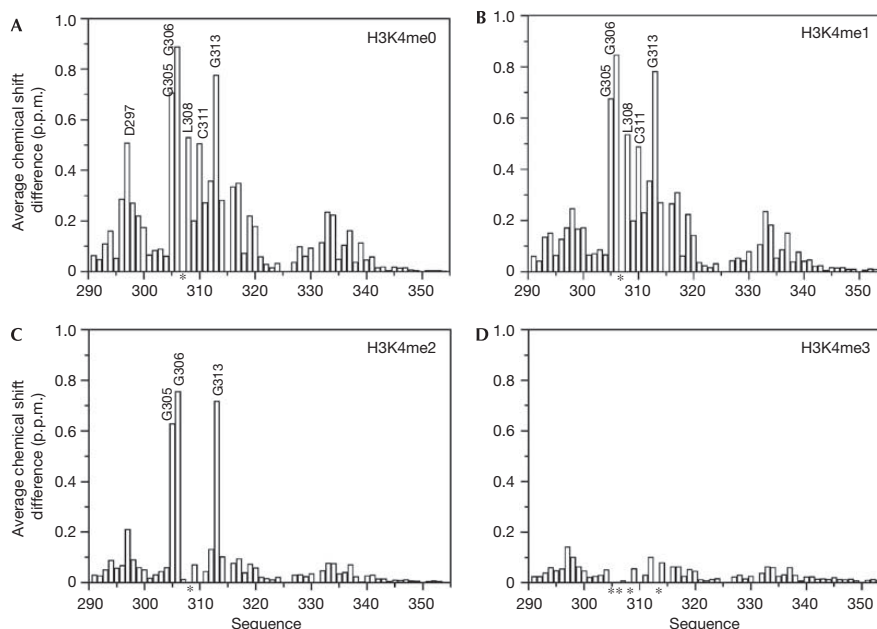 A
H3K4me0
Average chemical shift
difference (p.p.m.)
1.0
0.8
0.6
0.4
0.2
0
D297
G305
G306
L308
C311
G313
*
290 300 310 320 330 340 350
B
H3K4me1
1.0
0.8
0.6
0.4
0.2
0
G305
G306
L308
C311
G313
*
290 300 310 320 330 340 350
C
H3K4me2
Average chemical shift
difference (p.p.m.)
1.0
0.8
0.6
0.4
0.2
0
G305
G306
G313
*
290 300 310 320 330 340 350
Sequence
D
H3K4me3
1.0
0.8
0.6
0.4
0.2
0
** * *
290 300 310 320 330 340 350
Sequence